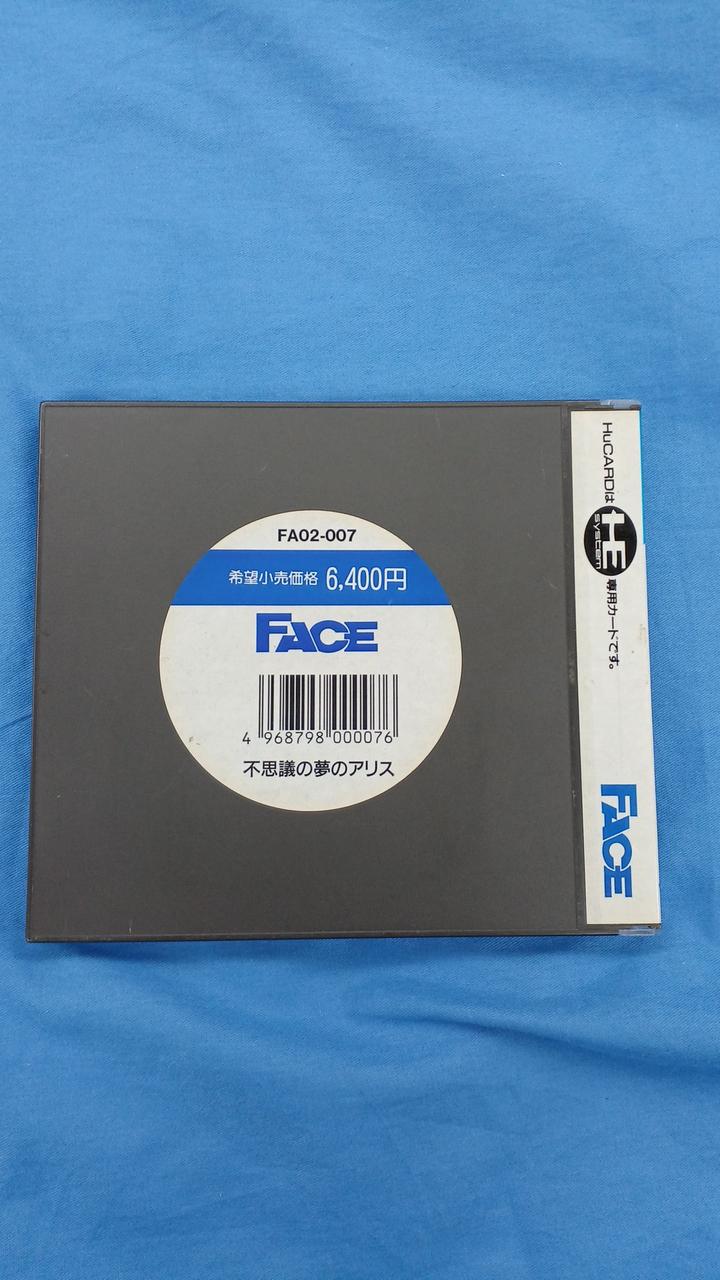 FA02-007
希望小売価格 6,400円
FACE
4 968798 000076
不思議の夢のアリス
HuCARDは HE system 専用カードです。
FACE